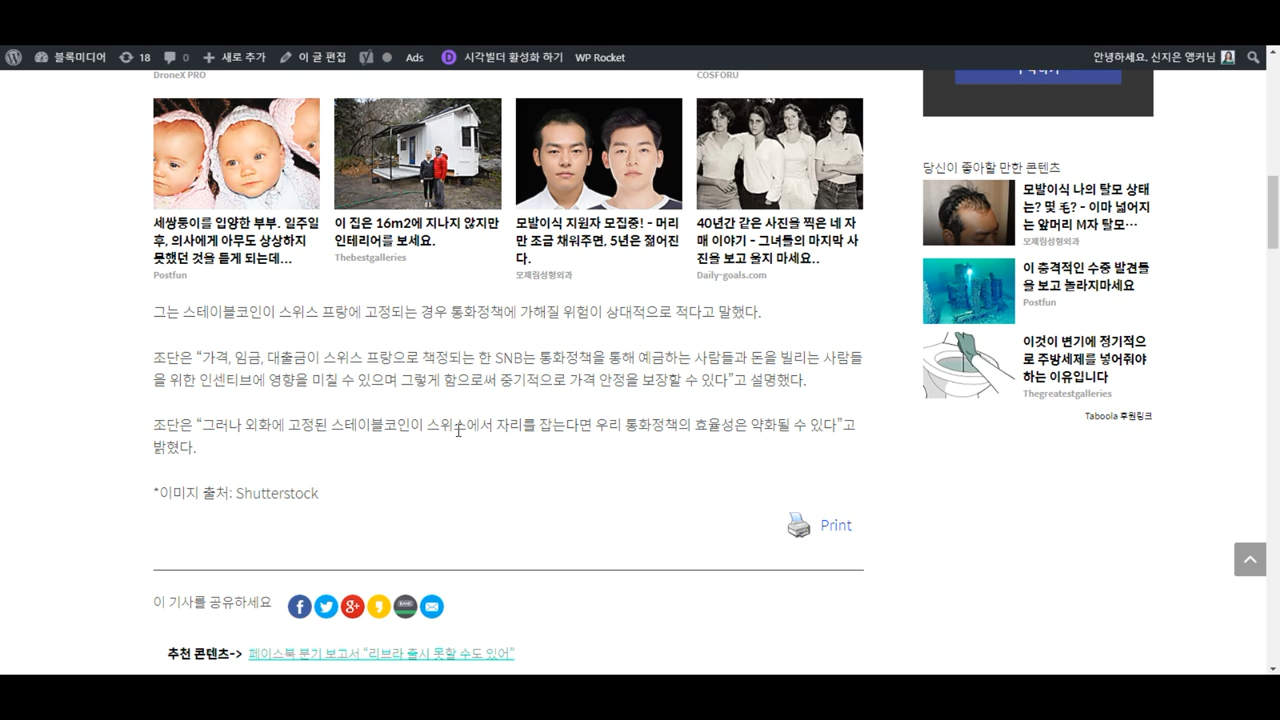 블록미디어 18 0 새로 추가 이 글 편집 Ads D 시각빌더 활성화 하기 WP Rocket 안녕하세요, 신지은 앵커님
DroneX PRO
COSFORU
세쌍둥이를 입양한 부부. 일주일
후, 의사에게 아무도 상상하지
못했던 것을 듣게 되는데...
Postfun
이 집은 16m2에 지나지 않지만
인테리어를 보세요.
Thebestgalleries
모발이식 지원자 모집중! - 머리
만 조금 채워주면, 5년은 젊어진
다.
모제림성형외과
40년간 같은 사진을 찍은 네 자
매 이야기 - 그녀들의 마지막 사
진을 보고 울지 마세요..
Daily-goals.com
그는 스테이블코인이 스위스 프랑에 고정되는 경우 통화정책에 가해질 위험이 상대적으로 적다고 말했다.
조단은 “가격, 임금, 대출금이 스위스 프랑으로 책정되는 한 SNB는 통화정책을 통해 예금하는 사람들과 돈을 빌리는 사람들
을 위한 인센티브에 영향을 미칠 수 있으며 그렇게 함으로써 중기적으로 가격 안정을 보장할 수 있다”고 설명했다.
조단은 “그러나 외화에 고정된 스테이블코인이 스위스에서 자리를 잡는다면 우리 통화정책의 효율성은 약화될 수 있다”고
밝혔다.
*이미지 출처: Shutterstock
Print
이 기사를 공유하세요
추천 콘텐츠-> 페이스북 분기 보고서 “리브라 출시 못할 수도 있어”
당신이 좋아할 만한 콘텐츠
모발이식 나의 탈모 상태
는? 몇 毛? - 이마 넓어지
는 앞머리 M자 탈모…
모제림성형외과
이 충격적인 수중 발견들
을 보고 놀라지마세요
Postfun
이것이 변기에 정기적으
로 주방세제를 넣어줘야
하는 이유입니다
Thegreatestgalleries
Taboola 후원링크